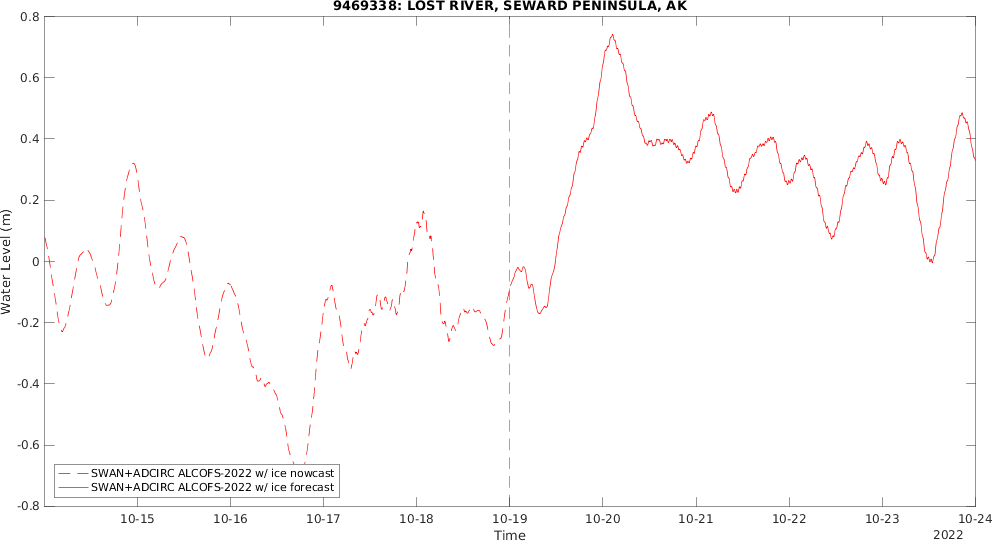 9469338: LOST RIVER, SEWARD PENINSULA, AK
0.8
0.6
0.4
0.2
0
-0.2
-0.4
-0.6
-0.8
Water Level (m)
SWAN+ADCIRC ALCOFS-2022 w/ ice nowcast
SWAN+ADCIRC ALCOFS-2022 w/ ice forecast
10-15 10-16 10-17 10-18 10-19 10-20 10-21 10-22 10-23 10-24
Time
2022